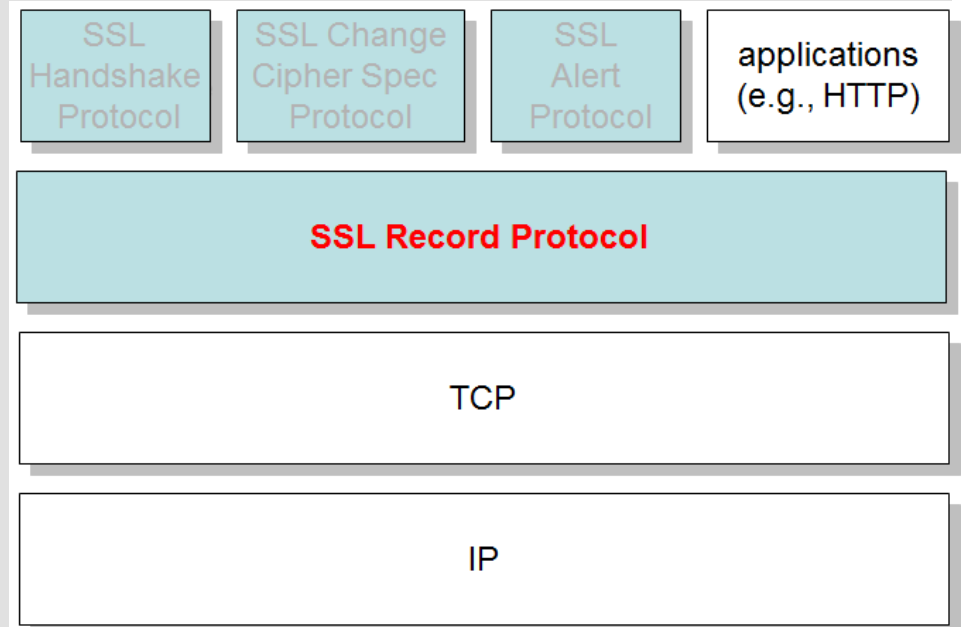 SSL
Handshake
Protocol
SSL Change
Cipher Spec
Protocol
SSL
Alert
Protocol
applications
(e.g., HTTP)
SSL Record Protocol
TCP
IP